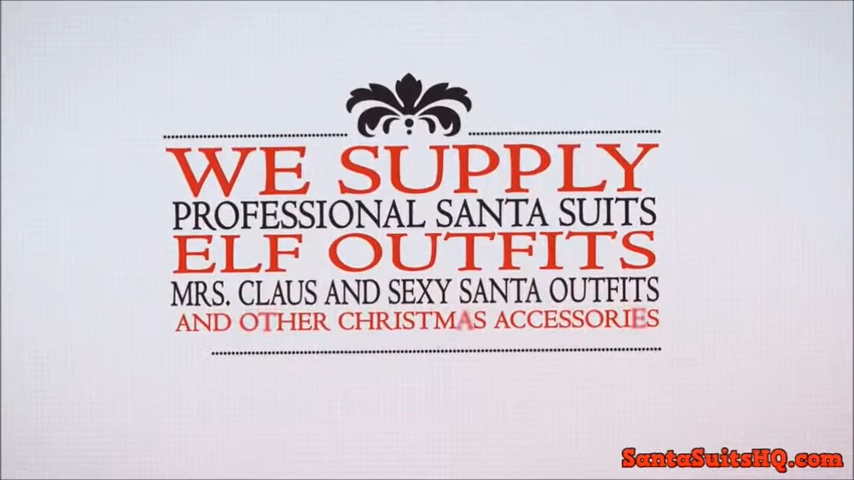 WE SUPPLY
PROFESSIONAL SANTA SUITS
ELF OUTFITS
MRS. CLAUS AND SEXY SANTA OUTFITS
AND OTHER CHRISTMAS ACCESSORIES
SantaSuitsHQ.com